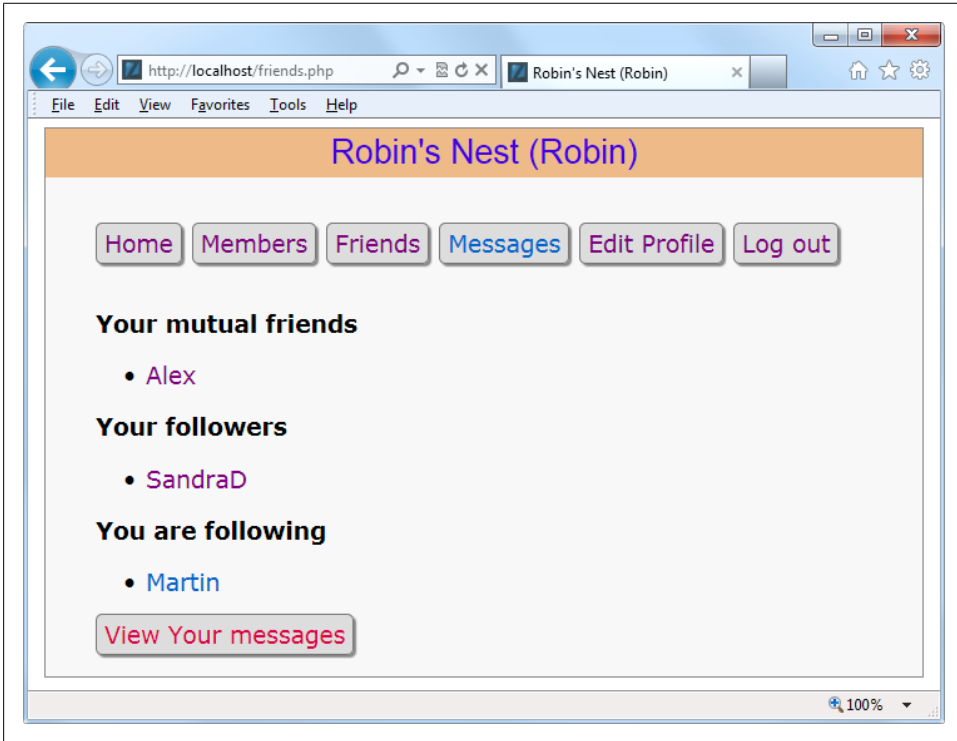 http://localhost/friends.php
Robin's Nest (Robin)
File Edit View Favorites Tools Help
Robin's Nest (Robin)
Home Members Friends Messages Edit Profile Log out
Your mutual friends
• Alex
Your followers
• SandraD
You are following
• Martin
View Your messages
100%